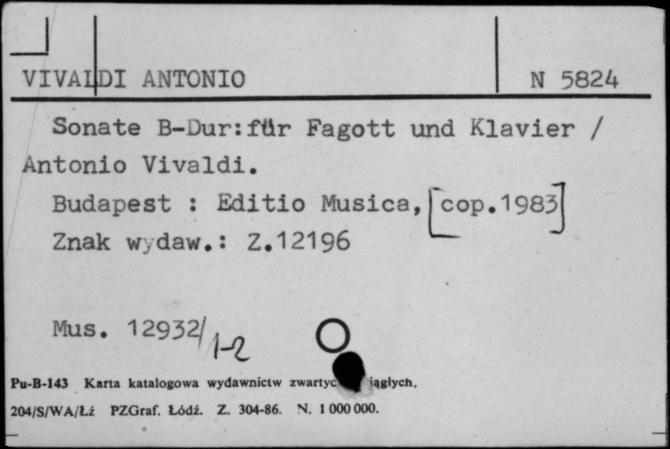 VIVALDI ANTONIO N 5824
Sonate B-Dur:für Fagott und Klavier /
Antonio Vivaldi.
Budapest : Editio Musica, [cop.1983]
Znak wydaw.: Z.12196
Mus. 12932/1-2
Pu-B-143 Karta katalogowa wydawnictw
204/S/WA/Łź PZGraf. Łódź. Z. 304-86. N. 1 000 000.